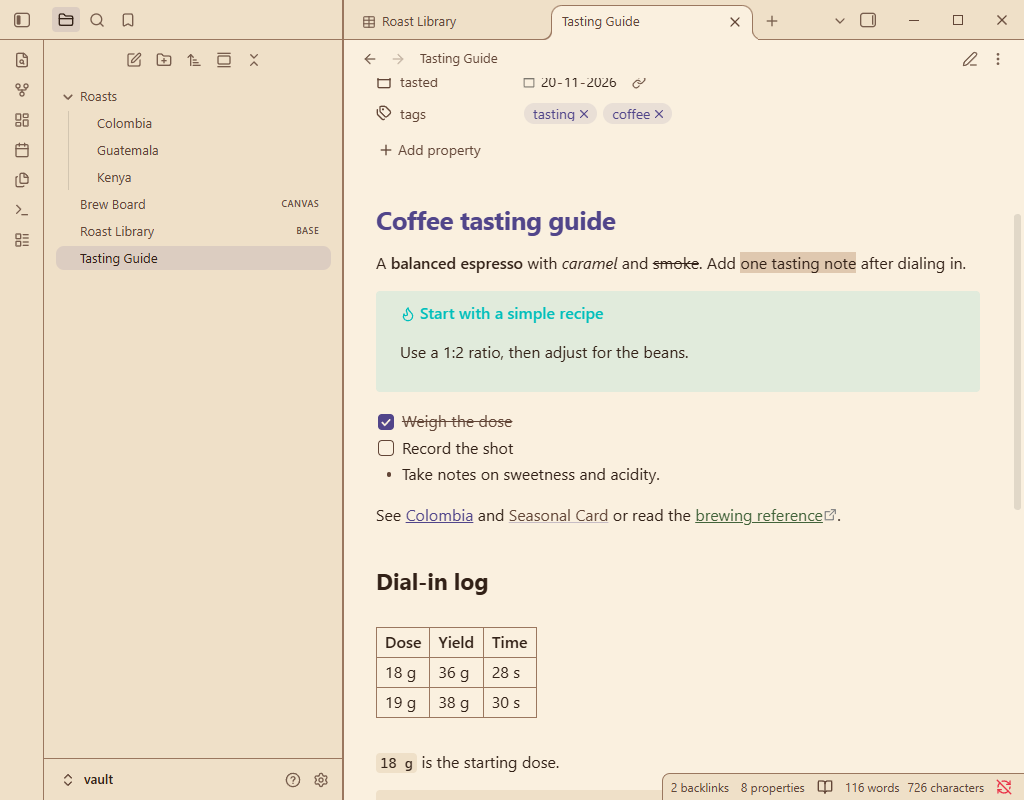 Roast Library
Tasting Guide
Tasting Guide
Roasts
Colombia
Guatemala
Kenya
Brew Board CANVAS
Roast Library BASE
Tasting Guide
vault
tasted 20-11-2026
tags tasting coffee
Add property
Coffee tasting guide
A balanced espresso with caramel and smoke. Add one tasting note after dialing in.
Start with a simple recipe
Use a 1:2 ratio, then adjust for the beans.
Weigh the dose
Record the shot
• Take notes on sweetness and acidity.
See Colombia and Seasonal Card or read the brewing reference.
Dial-in log
Dose Yield Time
18 g 36 g 28 s
19 g 38 g 30 s
18 g is the starting dose.
2 backlinks 8 properties 116 words 726 characters